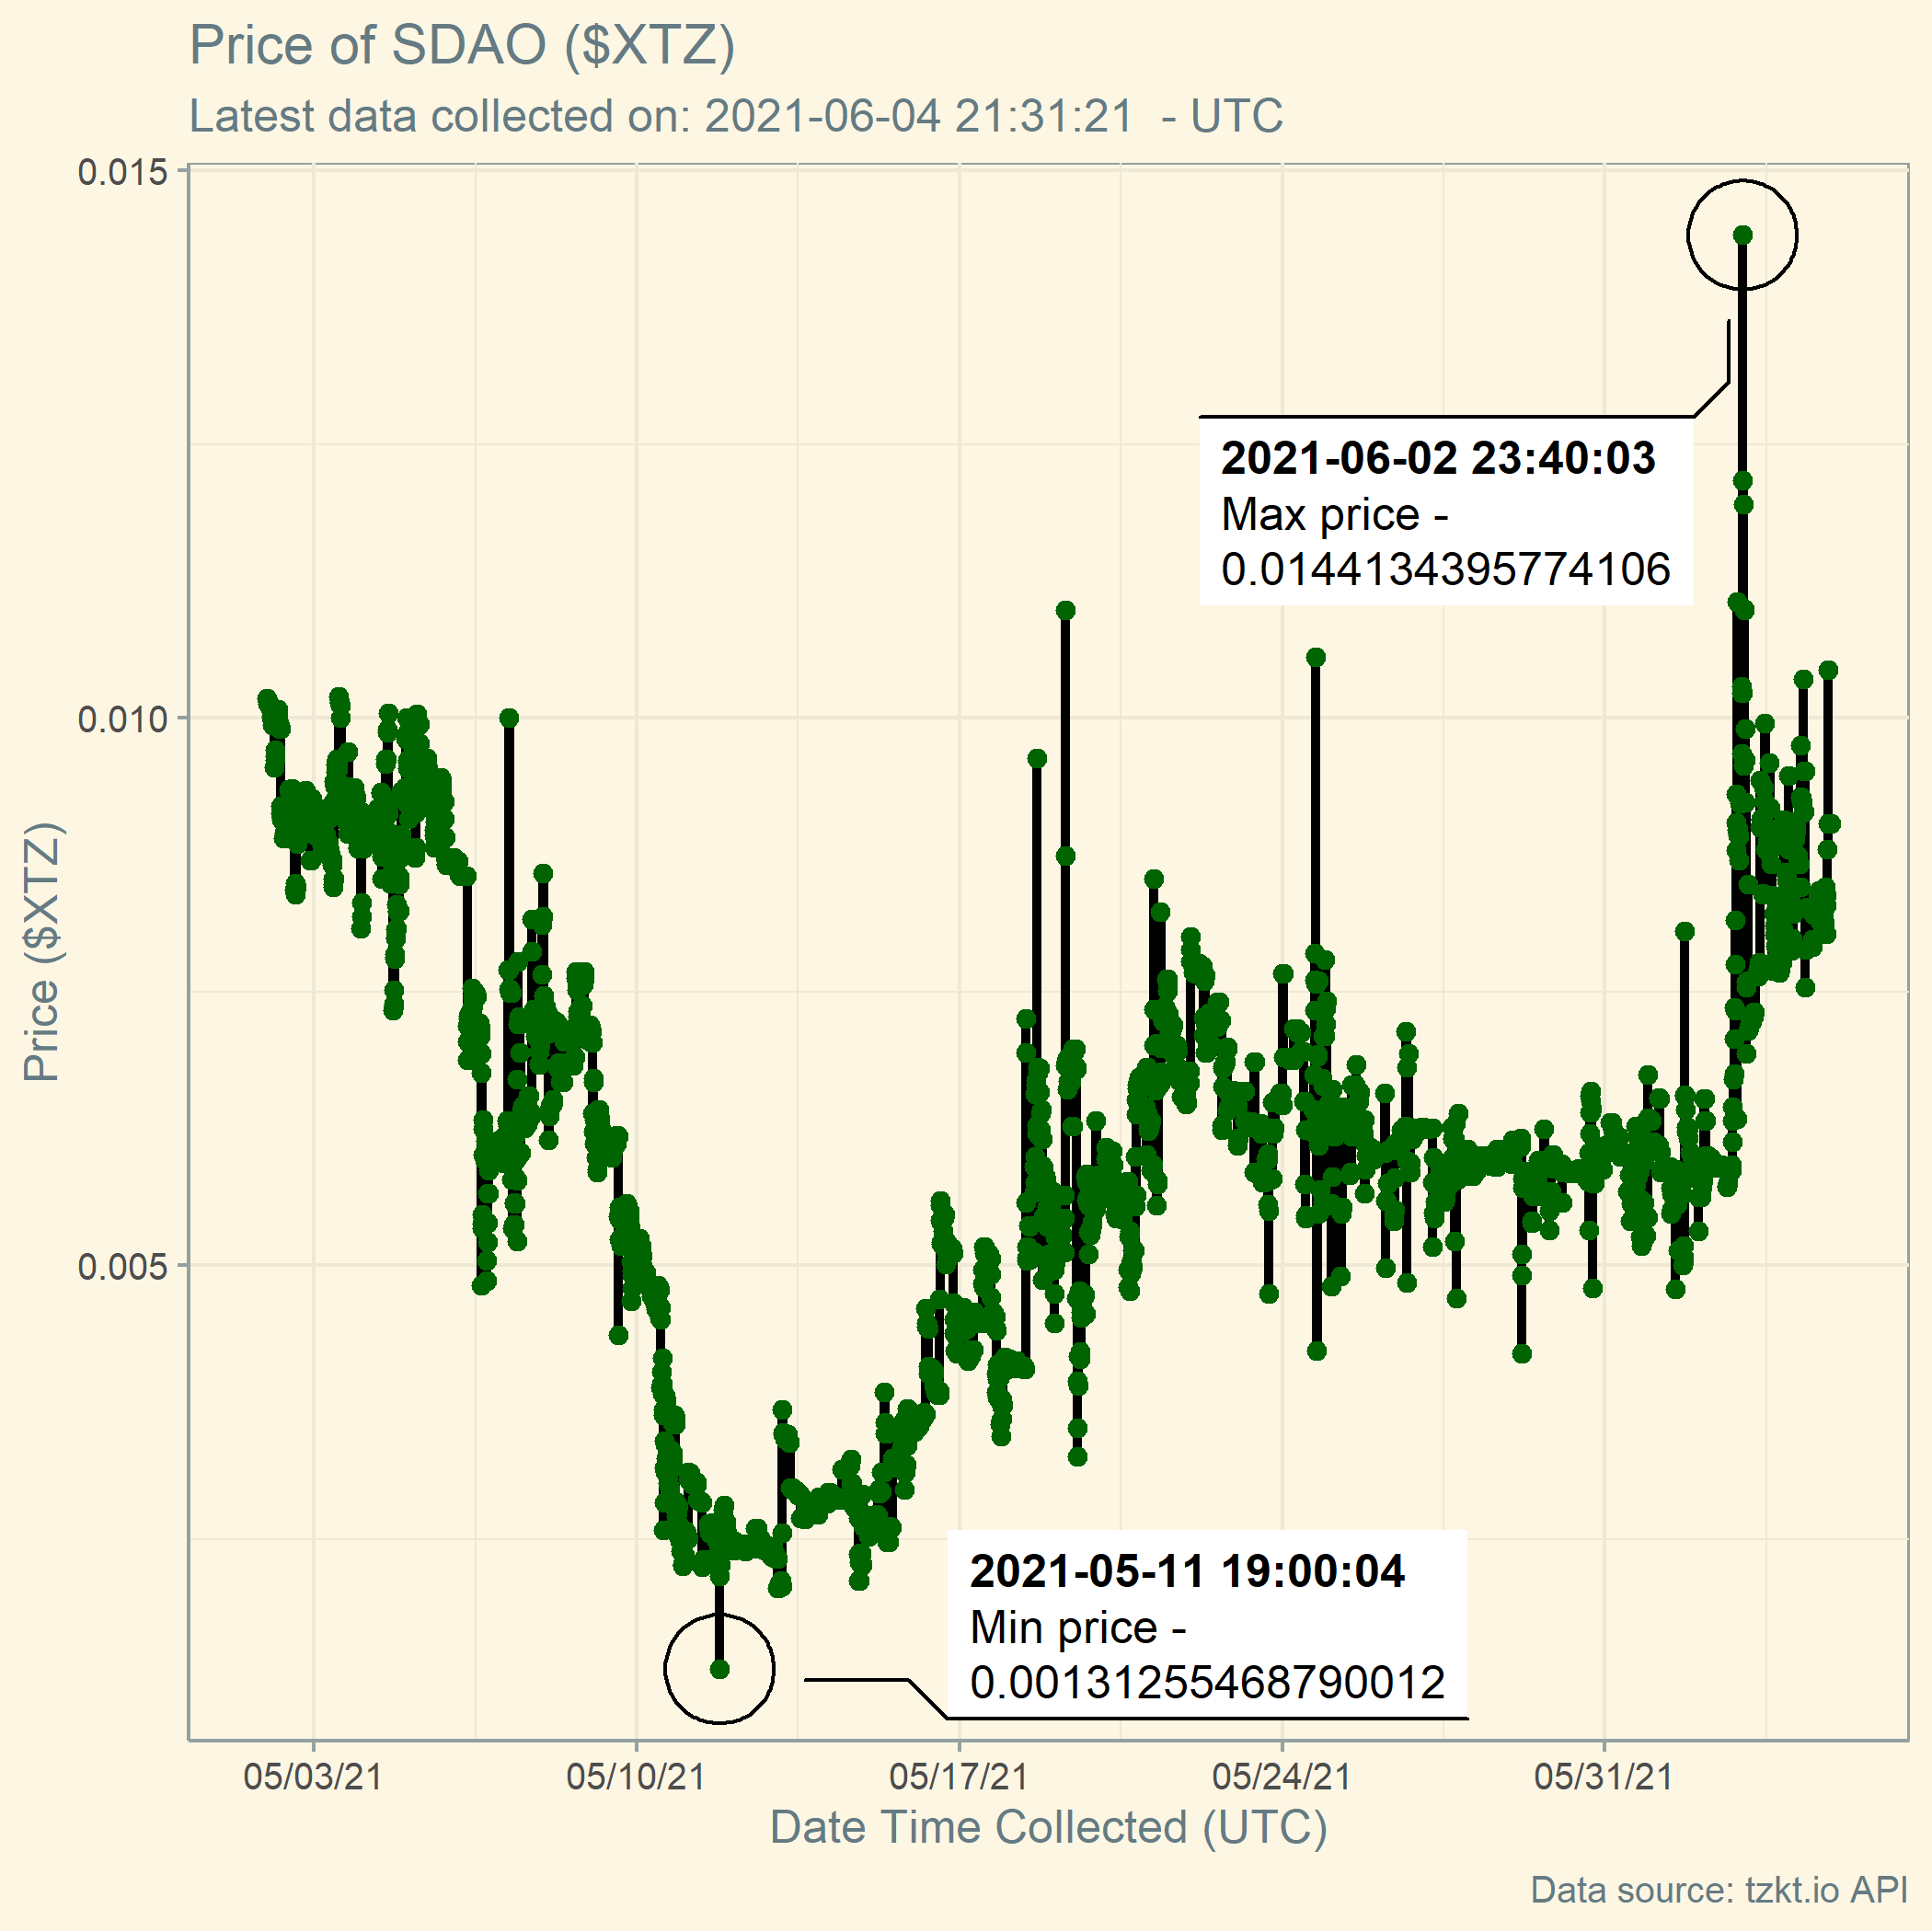 Price of SDAO ($XTZ)
Latest data collected on: 2021-06-04 21:31:21  - UTC
0.015
0.010
0.005
Price ($XTZ)
2021-06-02 23:40:03
Max price -
0.0144134395774106
2021-05-11 19:00:04
Min price -
0.00131255468790012
05/03/21
05/10/21
05/17/21
05/24/21
05/31/21
Date Time Collected (UTC)
Data source: tzkt.io API